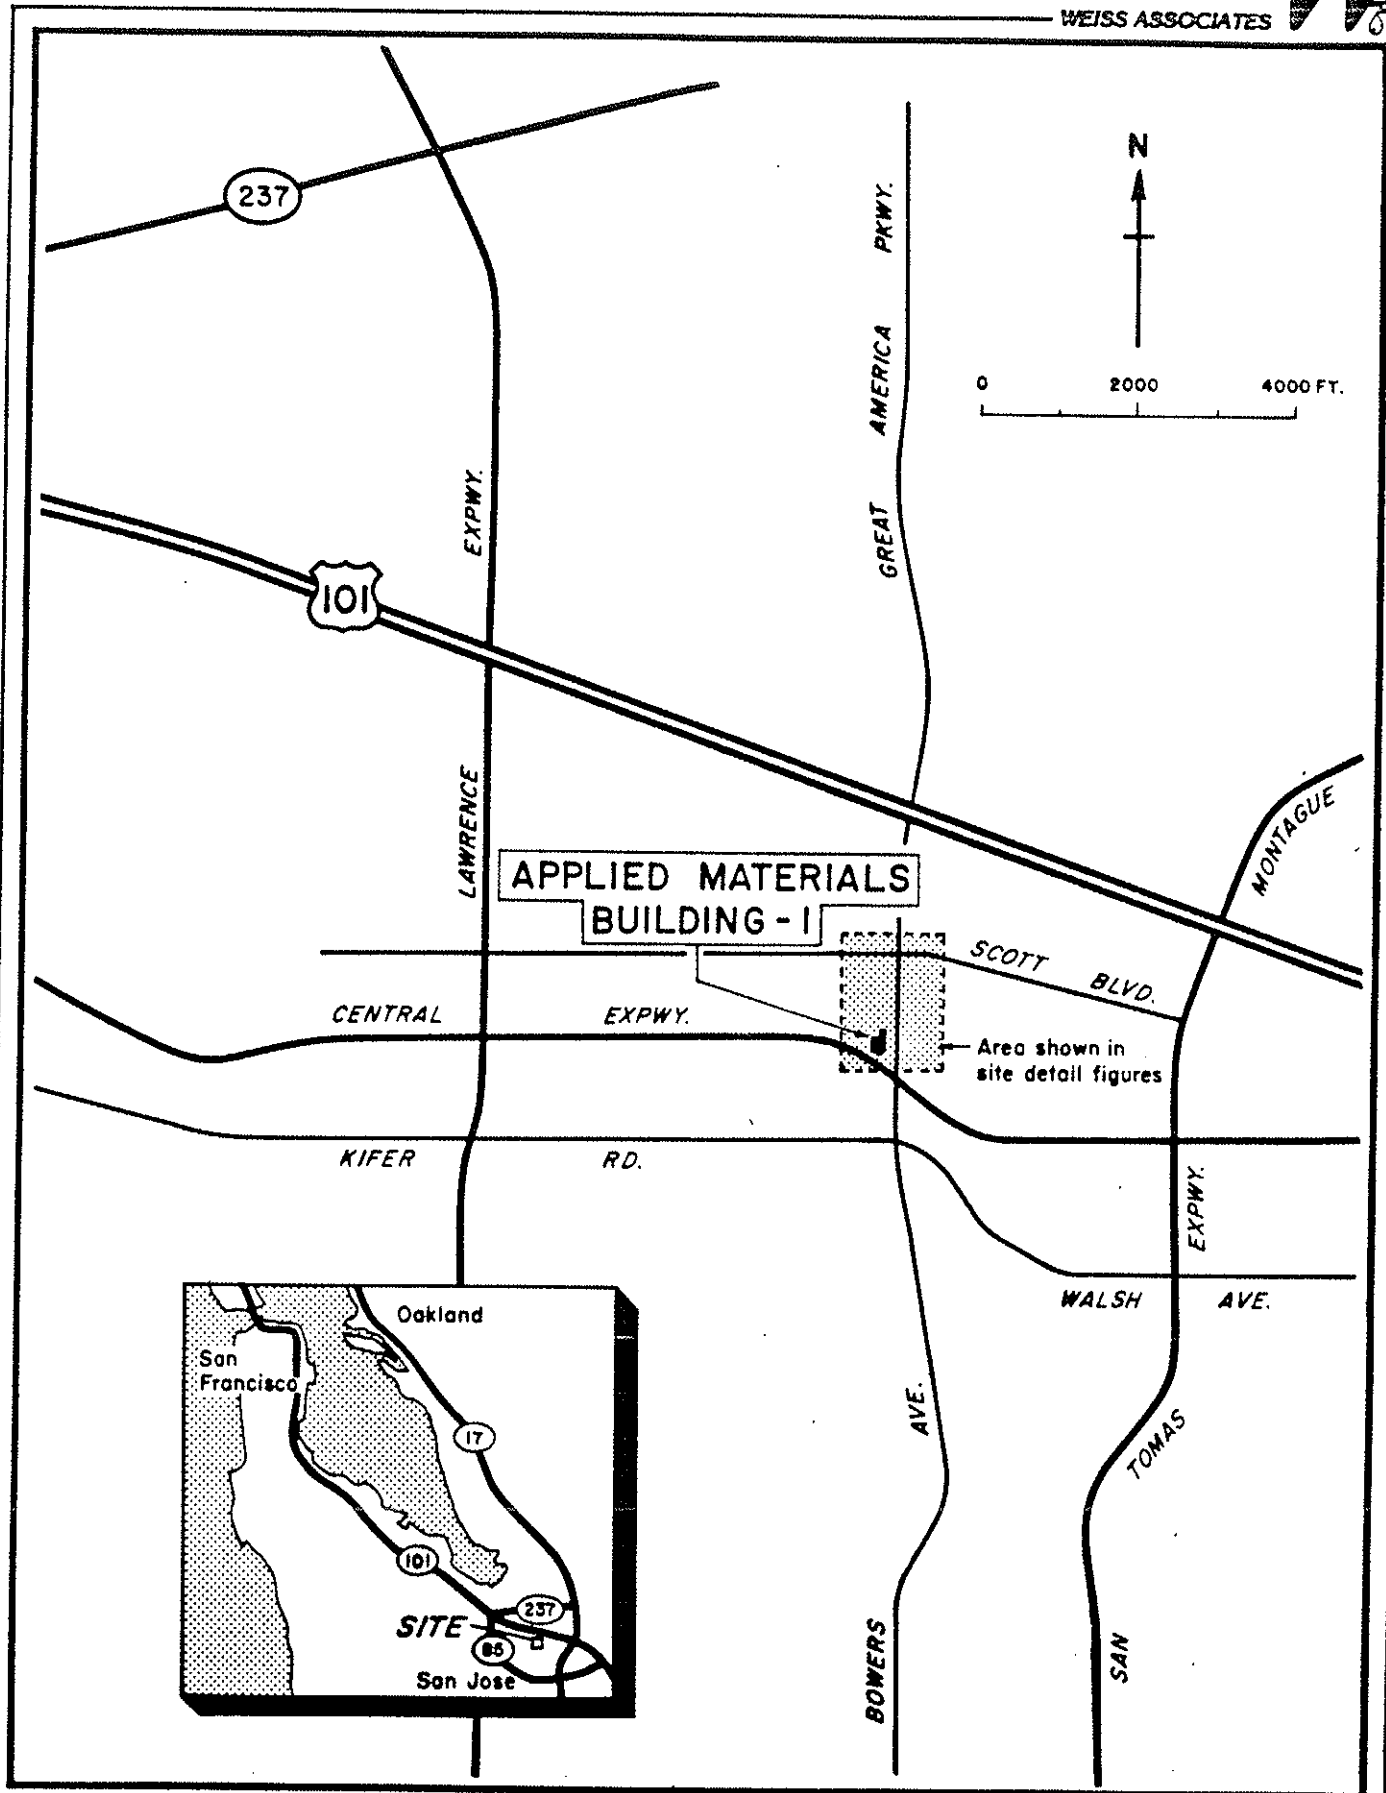 WEISS ASSOCIATES
237
N
GREAT AMERICA PKWY.
0 2000 4000 FT.
LAWRENCE EXPWY.
101
MONTAGUE
APPLIED MATERIALS
BUILDING - 1
SCOTT BLVD.
CENTRAL EXPWY.
Area shown in
site detail figures
KIFER RD.
EXPWY.
WALSH AVE.
Oakland
San
Francisco
17
AVE.
TOMAS
101
237
SITE
85
San Jose
BOWERS
SAN